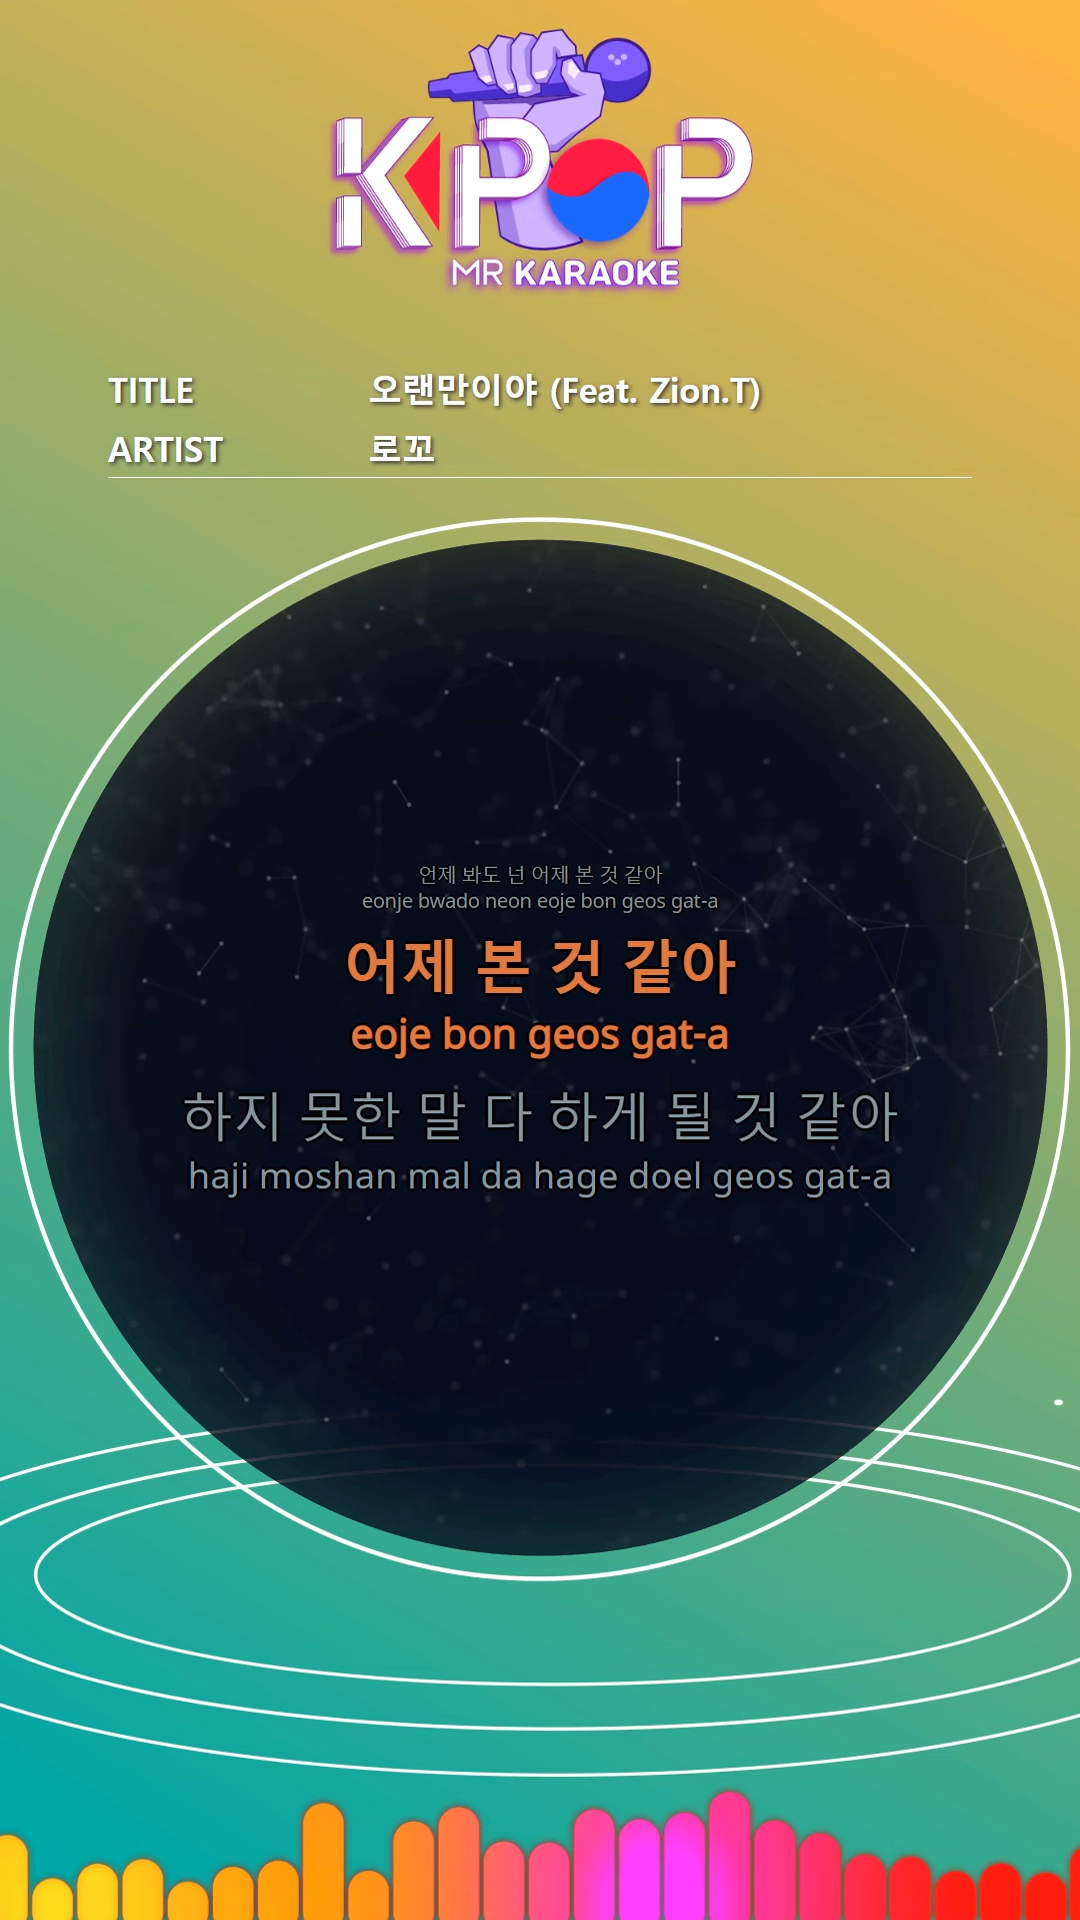 KPOP
MR KARAOKE
TITLE 오랜만이야 (Feat. Zion.T)
ARTIST 로꼬
언제 봐도 넌 어제 본 것 같아
eonje bwado neon eoje bon geos gat-a
어제 본 것 같아
eoje bon geos gat-a
하지 못한 말 다 하게 될 것 같아
haji moshan mal da hage doel geos gat-a